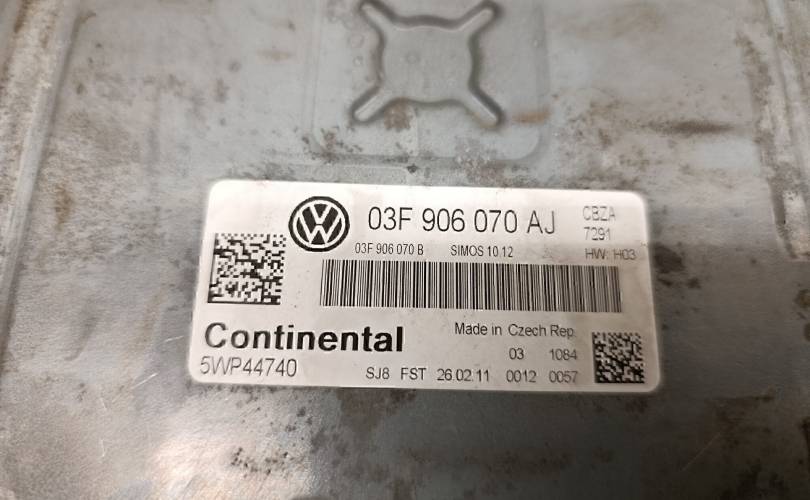 VW 03F 906 070 AJ CBZA
7291
03F 906 070 B SIMOS 10.12 HW: H03
Continental Made in Czech Rep.
03 1084
5WP44740
SJ8 FST 26.02.11 0012 0057